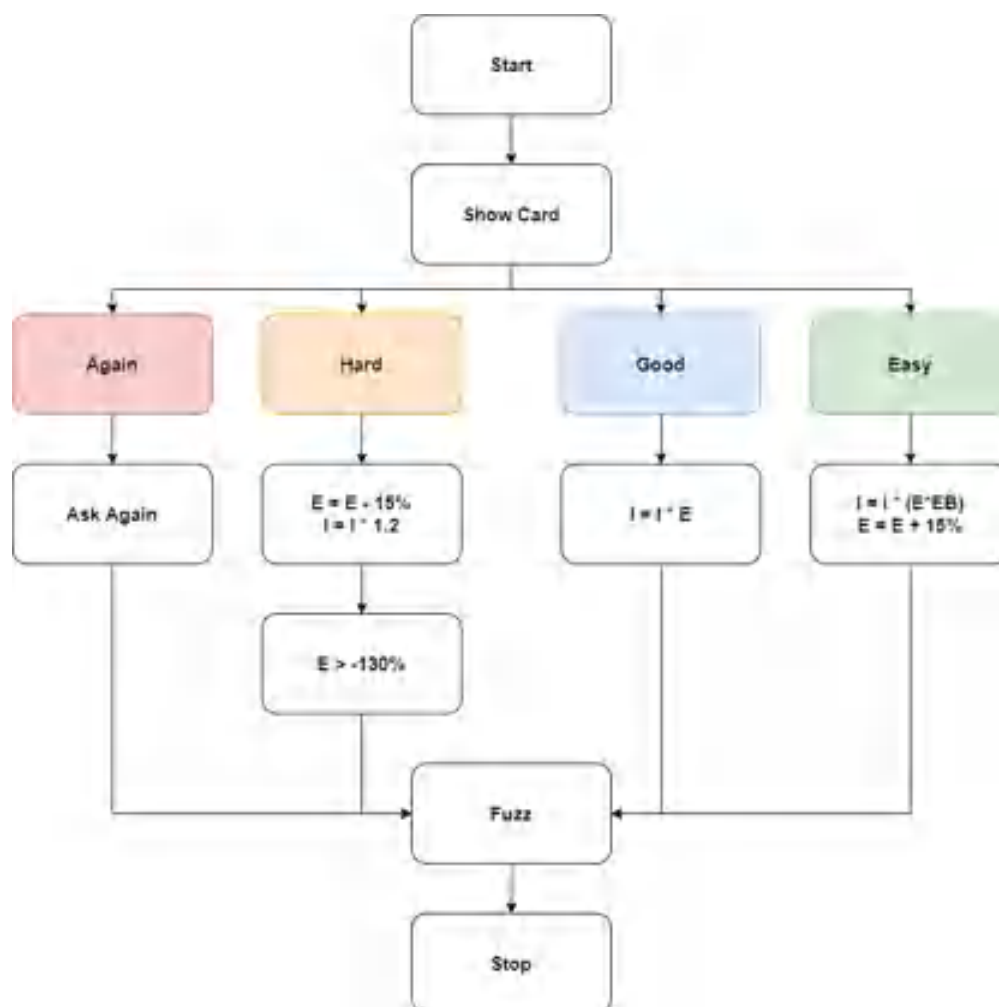 Start
Show Card
Again
Hard
Good
Easy
Ask Again
E = E - 15%
I = I * 1.2
I = I * E
I = I * (E*EB)
E = E + 15%
E > -130%
Fuzz
Stop